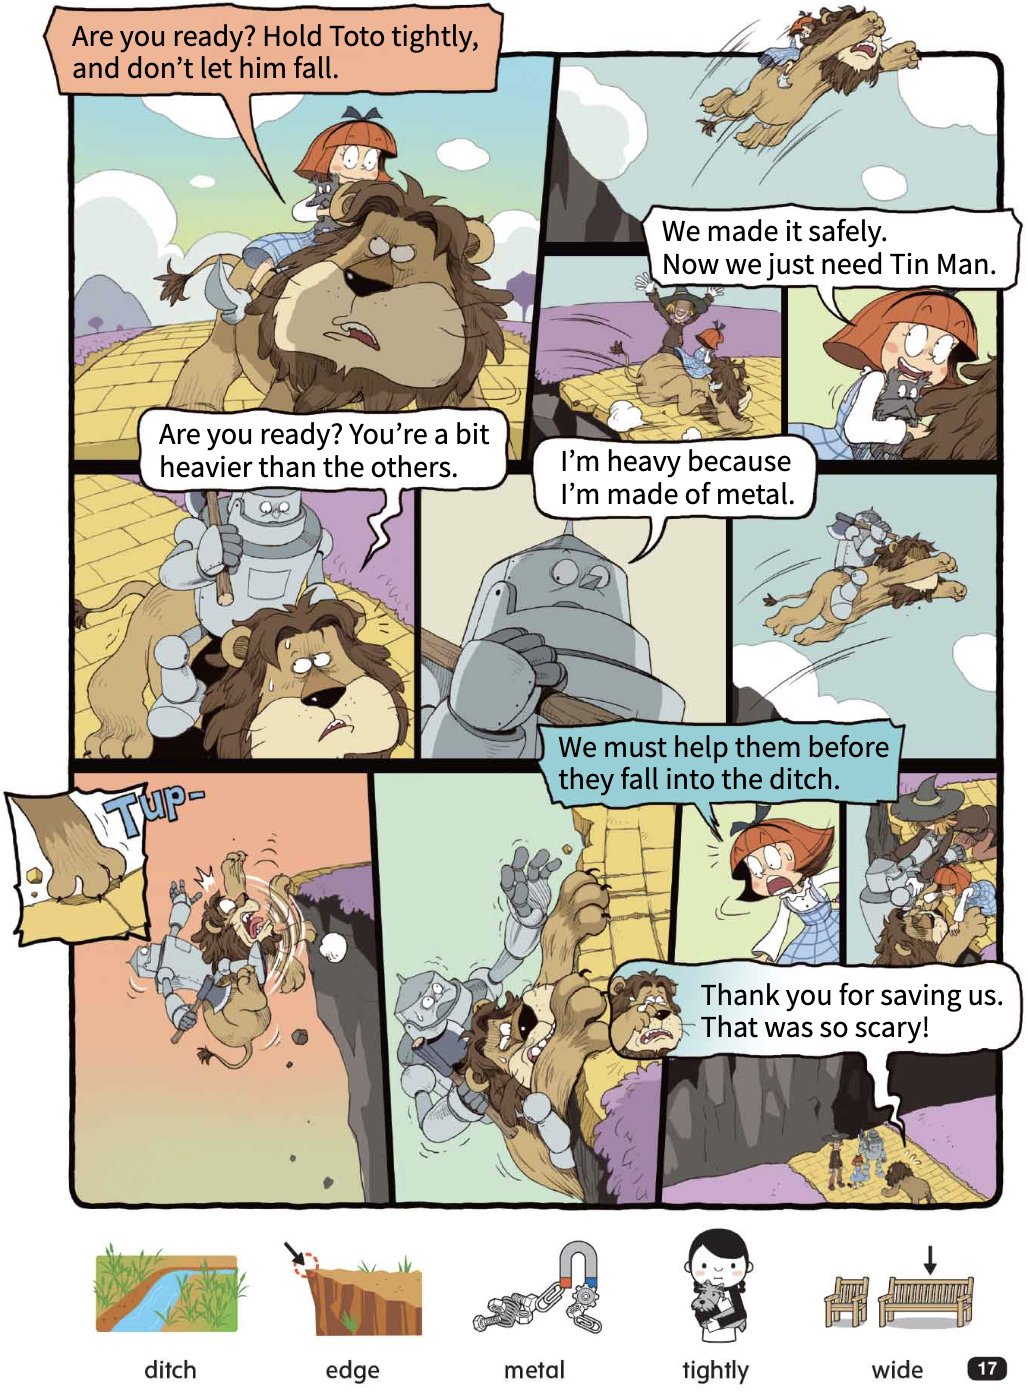 Are you ready? Hold Toto tightly,
and don't let him fall.
We made it safely.
Now we just need Tin Man.
Are you ready? You're a bit
heavier than the others.
I'm heavy because
I'm made of metal.
Tup-
We must help them before
they fall into the ditch.
Thank you for saving us.
That was so scary!
ditch
edge
metal
tightly
wide
17